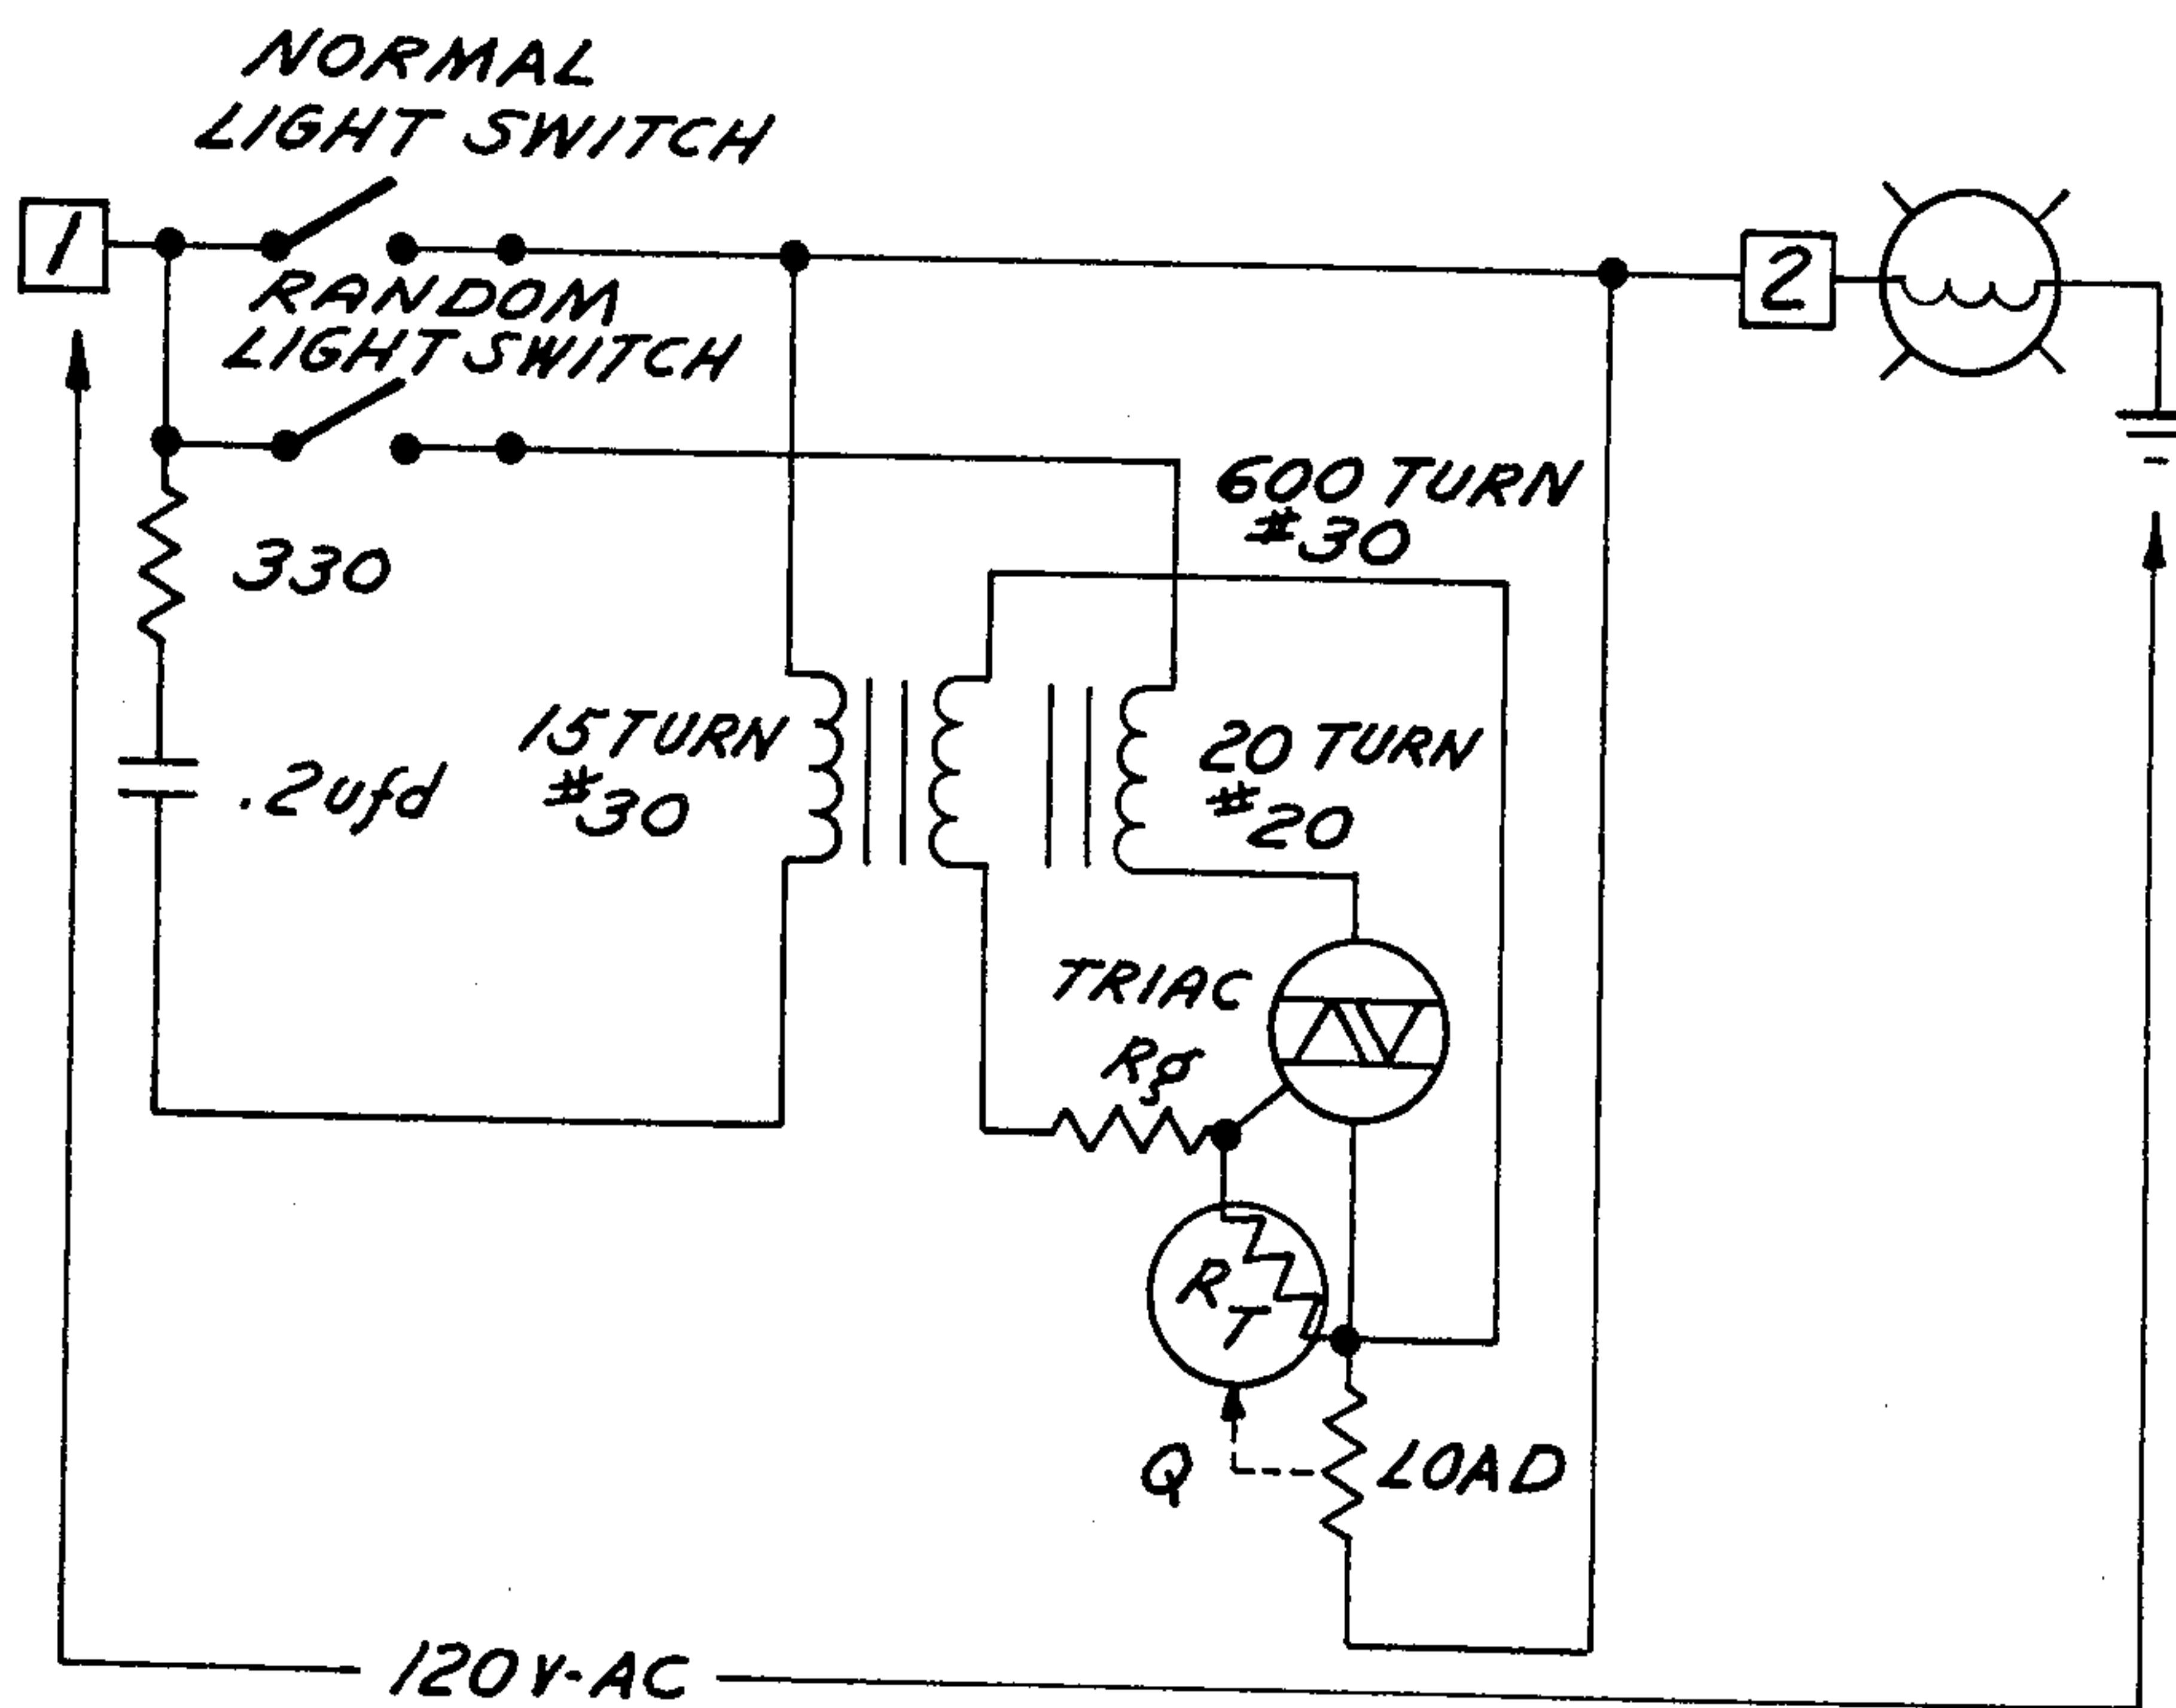 NORMAL
LIGHT SWITCH
1
RANDOM
LIGHT SWITCH
2
600 TURN
#30
330
15 TURN
#30
20 TURN
#20
.2ufd
TRIAC
Rg
RT
Q
LOAD
120V-AC